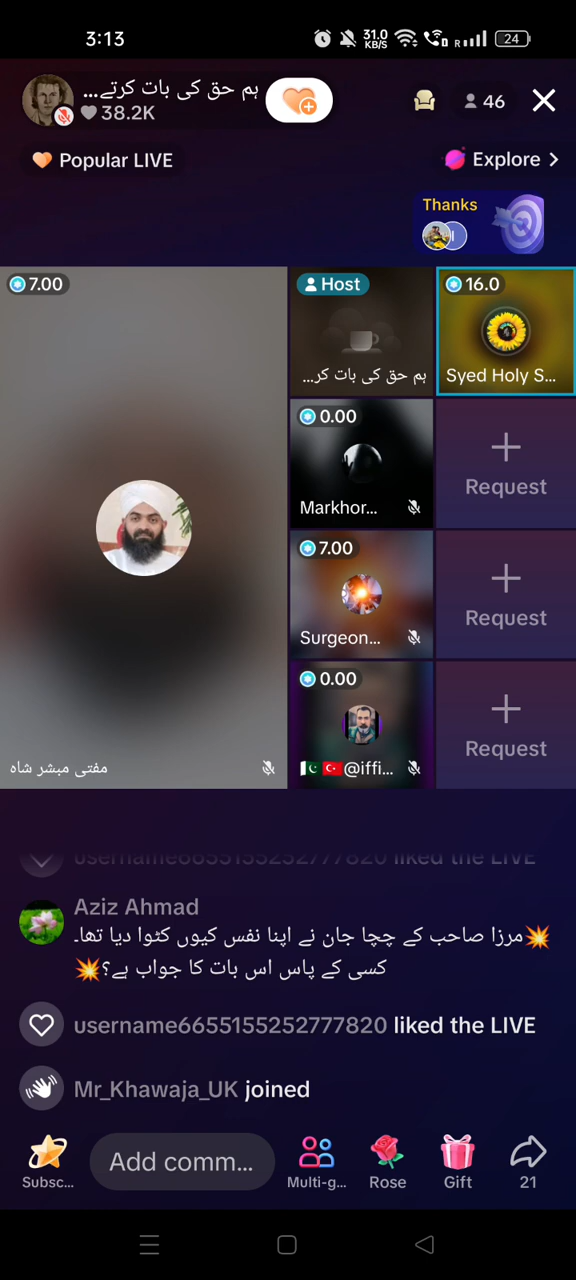 3:13
31.0 KB/S
R
24
ہم حق کی بات کرتے...
38.2K
46
Popular LIVE
Explore >
Thanks
7.00
Host
16.0
ہم حق کی بات کر...
Syed Holy S...
0.00
Markhor...
Request
7.00
Surgeon...
Request
0.00
@iffi...
Request
مفتی مبشر شاہ
username6655155252777820 liked the LIVE
Aziz Ahmad
💥مرزا صاحب کے چچا جان نے اپنا نفس کیوں کٹوا دیا تھا۔
کسی کے پاس اس بات کا جواب ہے؟💥
username6655155252777820 liked the LIVE
Mr_Khawaja_UK joined
Subsc...
Add comm...
Multi-g...
Rose
Gift
21